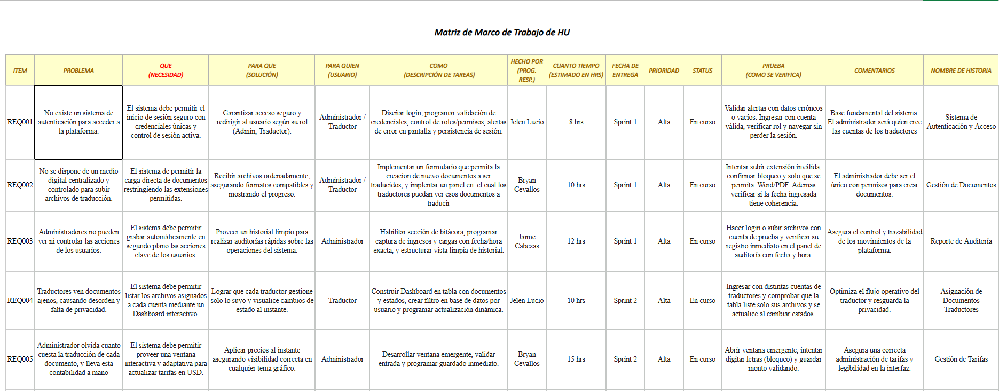 Matriz de Marco de Trabajo de HU
ITEM
PROBLEMA
QUE
(NECESIDAD)
PARA QUE
(SOLUCIÓN)
PARA QUIEN
(USUARIO)
COMO
(DESCRIPCIÓN DE TAREAS)
HECHO POR
(PROG.
RESP.)
CUANTO TIEMPO
(ESTIMADO EN HRS)
FECHA DE
ENTREGA
PRIORIDAD
STATUS
PRUEBA
(COMO SE VERIFICA)
COMENTARIOS
NOMBRE DE HISTORIA
REQ001
No existe un sistema de
autenticación para acceder a
la plataforma.
El sistema debe permitir el
inicio de sesión seguro con
credenciales únicas y
control de sesión activa.
Garantizar acceso seguro y
redirigir al usuario según su rol
(Admin, Traductor).
Administrador /
Traductor
Diseñar login, programar validación de
credenciales, control de roles/permisos, alertas
de error en pantalla y persistencia de sesión.
Jelen Lucio
8 hrs
Sprint 1
Alta
En curso
Validar alertas con datos erróneos
o vacíos. Ingresar con cuenta
válida, verificar rol y navegar sin
perder la sesión.
Base fundamental del sistema.
El administrador será quien cree
las cuentas de los traductores
Sistema de
Autenticación y Acceso
REQ002
No se dispone de un medio
digital centralizado y
controlado para subir
archivos de traducción.
El sistema de permitir la
carga directa de documentos
restringiendo las extensiones
permitidas.
Recibir archivos ordenadamente,
asegurando formatos compatibles y
mostrando el progreso.
Administrador /
Traductor
Implementar un formulario que permita la
creacion de nuevo documentos a ser
traducidos, y implentar un panel en  el cual los
traductores puedan ver esos documentos a
traducir
Bryan
Cevallos
10 hrs
Sprint 1
Alta
En curso
Intentar subir extensión inválida,
confirmar bloqueo y solo que se
permita  Word/PDF. Ademas
verificar si la fecha ingresada
tiene coherencia.
El administrador debe ser el
único con permisos para crear
documentos.
Gestión de Documentos
REQ003
Administradores no pueden
ver ni controlar las acciones
de los usuarios.
El sistema debe permitir
grabar automáticamente en
segundo plano las acciones
clave de los usuarios.
Proveer un historial limpio para
realizar auditorías rápidas sobre las
operaciones del sistema.
Administrador
Habilitar sección de bitácora, programar
captura de ingresos y cargas con fecha/hora
exacta, y estructurar vista limpia de historial.
Jaime
Cabezas
12 hrs
Sprint 1
Alta
En curso
Hacer login o subir archivos con
cuenta de prueba y verificar su
registro inmediato en el panel de
auditoría con fecha y hora.
Asegura el control y trazabilidad
de los movimientos de la
plataforma.
Reporte de Auditoría
REQ004
Traductores ven documentos
ajenos, causando desorden y
falta de privacidad.
El sistema debe permitir
listar los archivos asignados
a cada cuenta mediante un
Dashboard interactivo.
Lograr que cada traductor gestione
solo lo suyo y visualice cambios de
estado al instante.
Traductor
Construir Dashboard en tabla con documentos
y estados, crear filtro en base de datos por
usuario y programar actualización dinámica.
Jelen Lucio
10 hrs
Sprint 2
Alta
En curso
Ingresar con distintas cuentas de
traductores y comprobar que la
tabla liste solo sus archivos y se
actualice al cambiar estados.
Optimiza el flujo operativo del
traductor y resguarda la
privacidad.
Asignación de
Documentos
Traductores
REQ005
Administrador olvida cuanto
cuesta la traducción de cada
documento, y lleva esta
contabilidad a mano
El sistema debe permitir
proveer una ventana
interactiva y adaptativa para
actualizar tarifas en USD.
Aplicar precios al instante
asegurando visibilidad correcta en
cualquier tema gráfico.
Administrador
Desarrollar ventana emergente, validar
entrada y programar guardado inmediato.
Bryan
Cevallos
15 hrs
Sprint 2
Alta
En curso
Abrir ventana emergente, intentar
digitar letras (bloqueo) y guardar
monto validando.
Asegura una correcta
administración de tarifas y
legibilidad en la interfaz.
Gestión de Tarifas